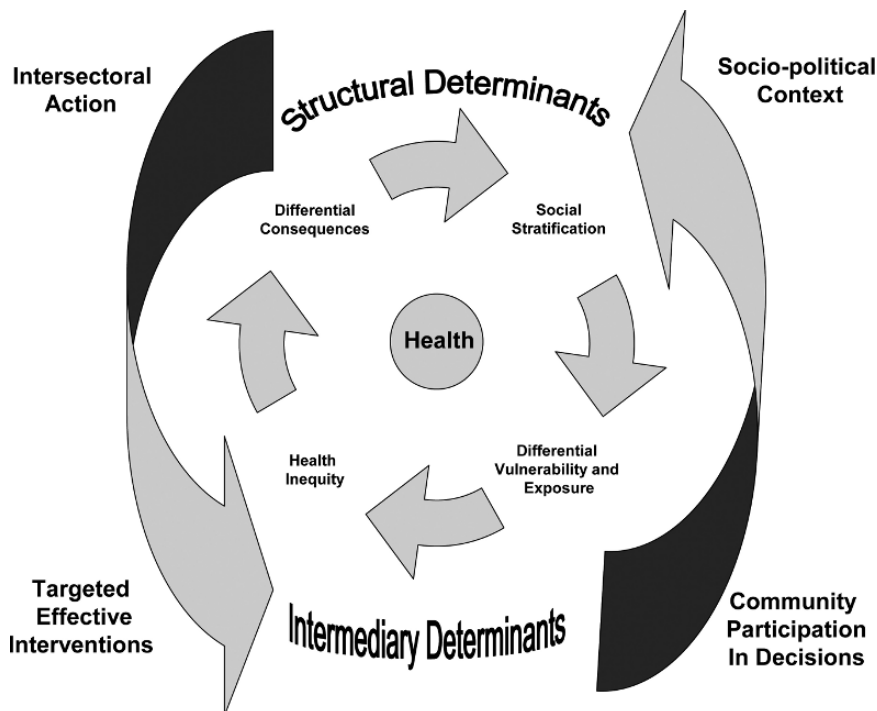 Intersectoral
Action
Structural Determinants
Socio-political
Context
Differential
Consequences
Social
Stratification
Health
Health
Inequity
Differential
Vulnerability and
Exposure
Targeted
Effective
Interventions
Intermediary Determinants
Community
Participation
In Decisions